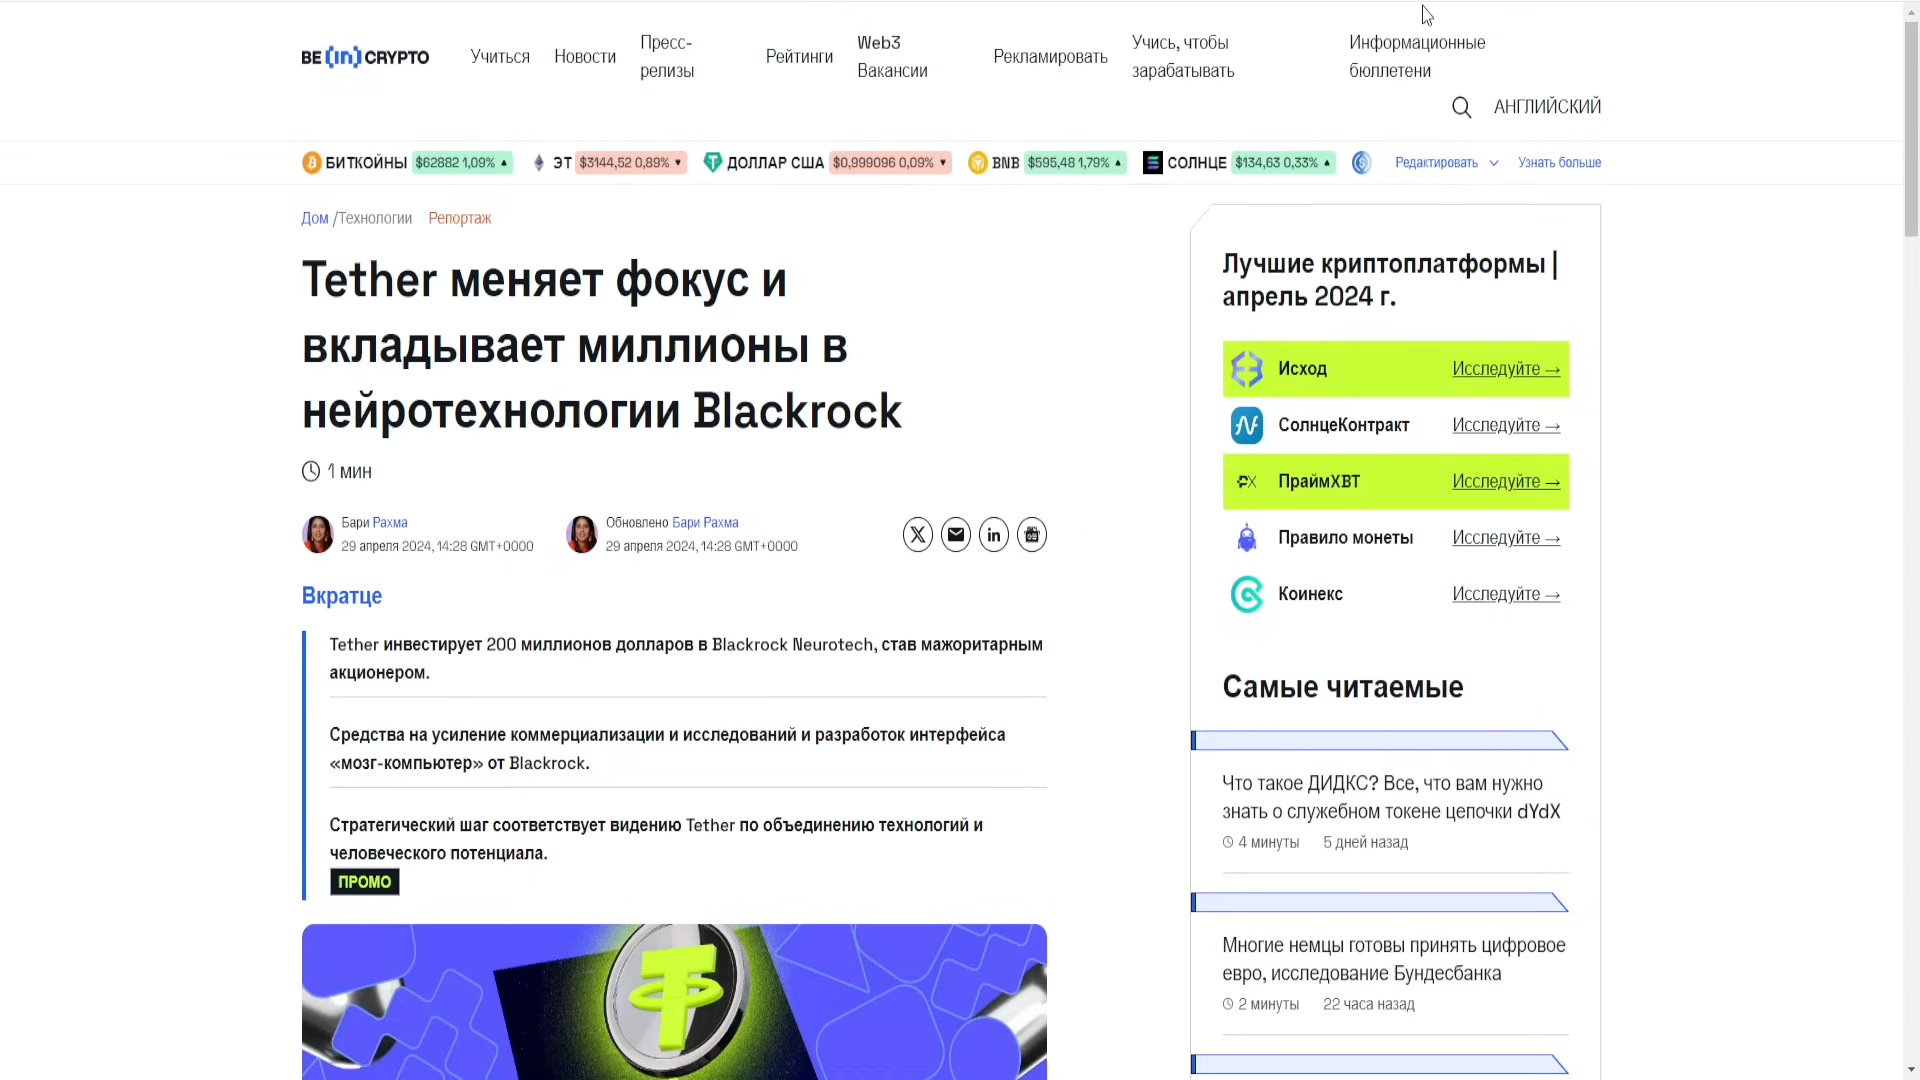 BE [in] CRYPTO
Учиться
Новости
Пресс-
релизы
Рейтинги
Web3
Вакансии
Рекламировать
Учись, чтобы
зарабатывать
Информационные
бюллетени
АНГЛИЙСКИЙ
БИТКОЙНЫ $62882 1,09% ▲
ЭТ $3144,52 0,89% ▼
ДОЛЛАР США $0,999096 0,09% ▼
BNB $595,48 1,79% ▲
СОЛНЦЕ $134,63 0,33% ▲
Редактировать
Узнать больше
Дом /Технологии Репортаж
Tether меняет фокус и
вкладывает миллионы в
нейротехнологии Blackrock
1 мин
Бари Рахма
29 апреля 2024, 14:28 GMT+0000
Обновлено Бари Рахма
29 апреля 2024, 14:28 GMT+0000
Вкратце
Tether инвестирует 200 миллионов долларов в Blackrock Neurotech, став мажоритарным
акционером.
Средства на усиление коммерциализации и исследований и разработок интерфейса
«мозг-компьютер» от Blackrock.
Стратегический шаг соответствует видению Tether по объединению технологий и
человеческого потенциала.
ПРОМО
Лучшие криптоплатформы |
апрель 2024 г.
Исход Исследуйте →
СолнцеКонтракт Исследуйте →
ПраймХВТ Исследуйте →
Правило монеты Исследуйте →
Коинекс Исследуйте →
Самые читаемые
Что такое ДИДКС? Все, что вам нужно
знать о служебном токене цепочки dYdX
4 минуты 5 дней назад
Многие немцы готовы принять цифровое
евро, исследование Бундесбанка
2 минуты 22 часа назад